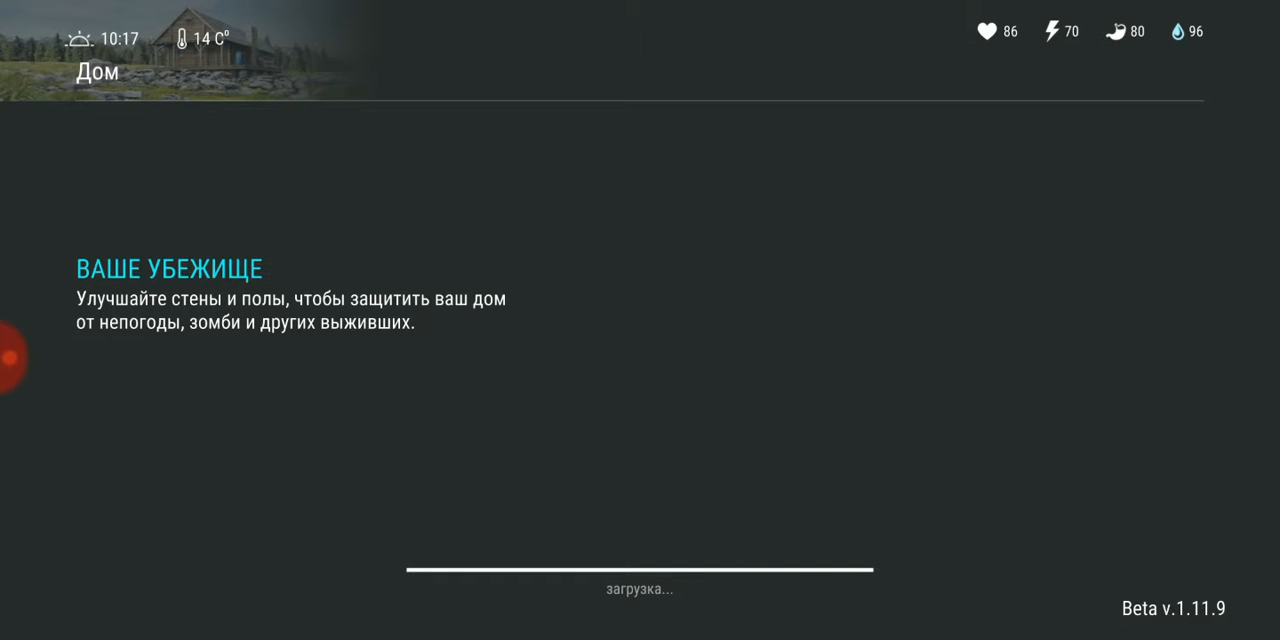 10:17 14 C⁰
86 70 80 96
Дом
ВАШЕ УБЕЖИЩЕ
Улучшайте стены и полы, чтобы защитить ваш дом
от непогоды, зомби и других выживших.
загрузка...
Beta v.1.11.9